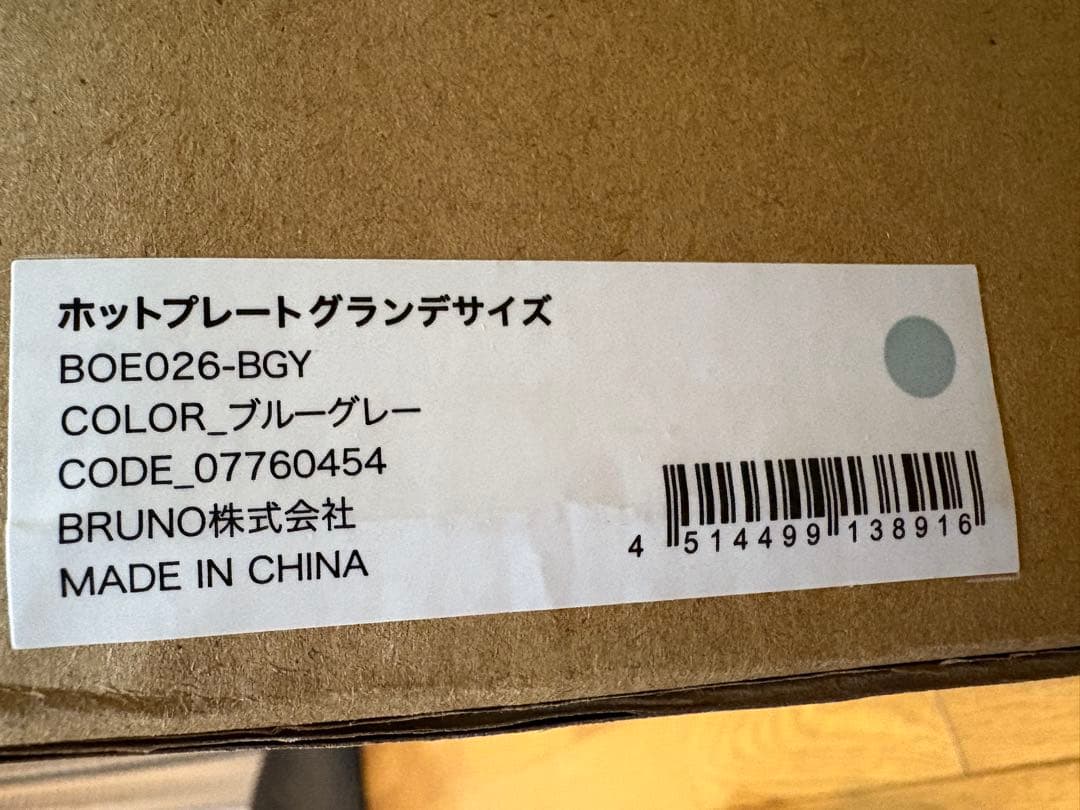 ホットプレートグランデサイズ
BOE026-BGY
COLOR_ブルーグレー
CODE_07760454
BRUNO株式会社
MADE IN CHINA
4 514499 138916